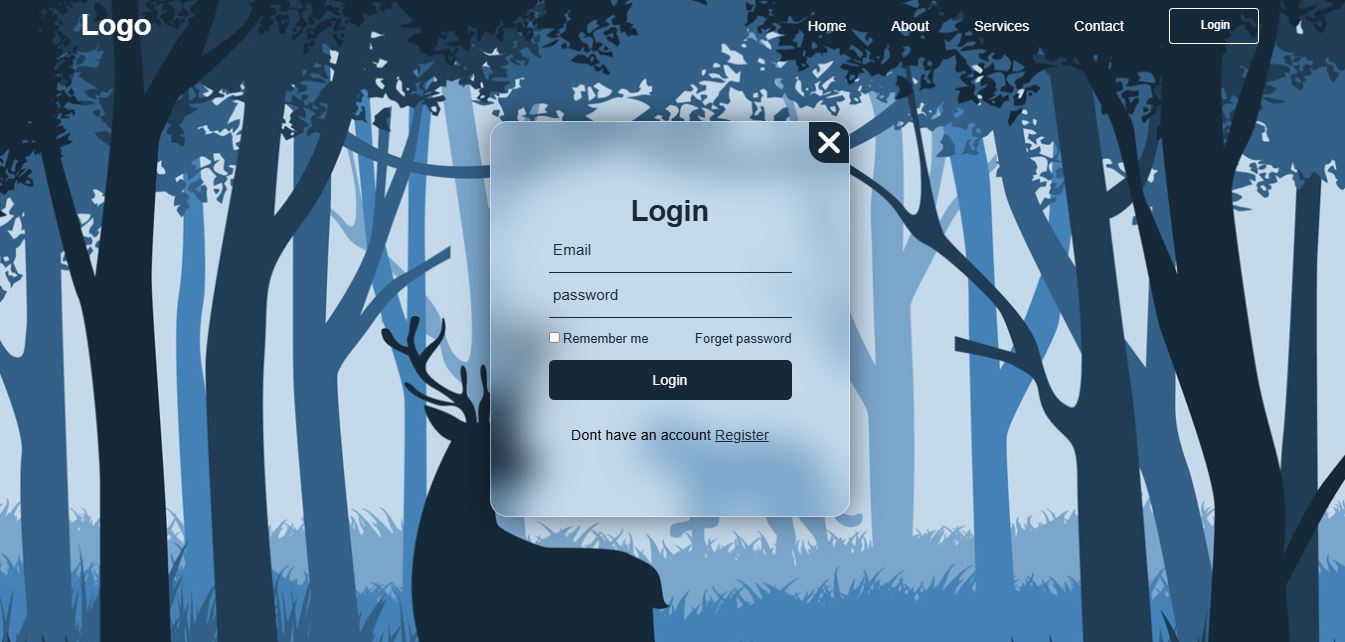 Logo
Home About Services Contact Login
Login
Email
password
Remember me Forget password
Login
Dont have an account Register